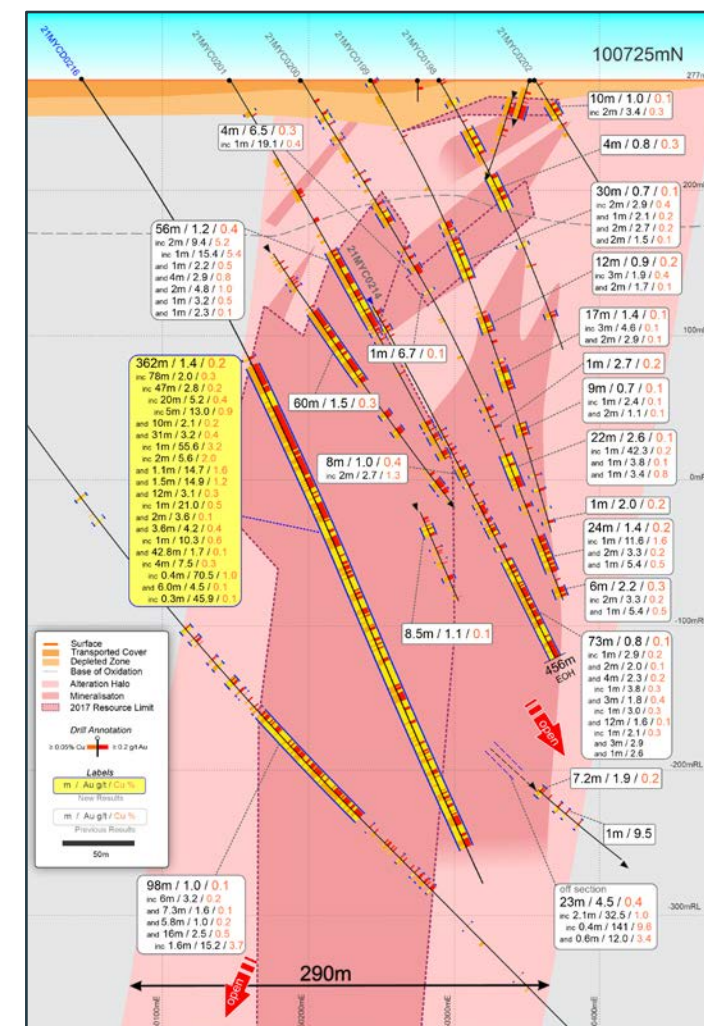 21MYCD0216
21MYC0201
21MYC0200
21MYC0199
21MYC0198
21MYC0202
100725mN
277m
10m / 1.0 / 0.1
inc 2m / 3.4 / 0.3
4m / 6.5 / 0.3
inc 1m / 19.1 / 0.4
4m / 0.8 / 0.3
30m / 0.7 / 0.1
inc 2m / 2.9 / 0.4
and 1m / 2.1 / 0.2
and 2m / 2.7 / 0.2
and 2m / 1.5 / 0.1
200mRL
56m / 1.2 / 0.4
inc 2m / 9.4 / 5.2
inc 1m / 15.4 / 5.4
and 1m / 2.2 / 0.5
and 4m / 2.9 / 0.8
and 2m / 4.8 / 1.0
and 1m / 3.2 / 0.5
and 1m / 2.3 / 0.1
21MYC0214
12m / 0.9 / 0.2
inc 3m / 1.9 / 0.4
and 2m / 1.7 / 0.1
17m / 1.4 / 0.1
inc 3m / 4.6 / 0.1
and 2m / 2.9 / 0.1
100mRL
1m / 6.7 / 0.1
1m / 2.7 / 0.2
362m / 1.4 / 0.2
inc 78m / 2.0 / 0.3
inc 47m / 2.8 / 0.2
inc 20m / 5.2 / 0.4
inc 5m / 13.0 / 0.9
and 10m / 2.1 / 0.2
and 31m / 3.2 / 0.4
inc 1m / 55.6 / 3.2
inc 2m / 5.6 / 2.0
and 1.1m / 14.7 / 1.6
and 1.5m / 14.9 / 1.2
and 12m / 3.1 / 0.3
inc 1m / 21.0 / 0.5
and 2m / 3.6 / 0.1
and 3.6m / 4.2 / 0.4
inc 1m / 10.3 / 0.6
and 42.8m / 1.7 / 0.1
inc 4m / 7.5 / 0.3
inc 0.4m / 70.5 / 1.0
and 6.0m / 4.5 / 0.1
inc 0.3m / 45.9 / 0.1
60m / 1.5 / 0.3
9m / 0.7 / 0.1
inc 1m / 2.4 / 0.1
and 2m / 1.1 / 0.1
22m / 2.6 / 0.1
inc 1m / 42.3 / 0.2
and 1m / 3.8 / 0.1
and 1m / 3.4 / 0.8
8m / 1.0 / 0.4
inc 2m / 2.7 / 1.3
0mRL
1m / 2.0 / 0.2
24m / 1.4 / 0.2
inc 1m / 11.6 / 1.6
and 2m / 3.3 / 0.2
and 1m / 5.4 / 0.5
6m / 2.2 / 0.3
inc 2m / 3.3 / 0.2
and 1m / 5.4 / 0.5
8.5m / 1.1 / 0.1
-100mRL
73m / 0.8 / 0.1
inc 1m / 2.9 / 0.2
and 2m / 2.0 / 0.1
and 4m / 2.3 / 0.2
inc 1m / 3.8 / 0.3
and 3m / 1.8 / 0.4
inc 1m / 3.0 / 0.3
and 12m / 1.6 / 0.1
inc 1m / 2.1 / 0.3
and 3m / 2.9
and 1m / 2.6
456m
EOH
open
Surface
Transported Cover
Depleted Zone
Base of Oxidation
Alteration Halo
Mineralisaton
2017 Resource Limit
Drill Annotation
≥ 0.05% Cu
≥ 0.2 g/t Au
Labels
m / Au g/t / Cu %
New Results
m / Au g/t / Cu %
Previous Results
50m
-200mRL
7.2m / 1.9 / 0.2
1m / 9.5
off section
23m / 4.5 / 0.4
inc 2.1m / 32.5 / 1.0
inc 0.4m / 141 / 9.6
and 0.6m / 12.0 / 3.4
98m / 1.0 / 0.1
inc 6m / 3.2 / 0.2
and 7.3m / 1.6 / 0.1
and 5.8m / 1.0 / 0.2
and 16m / 2.5 / 0.5
inc 1.6m / 15.2 / 3.7
-300mRL
open
290m